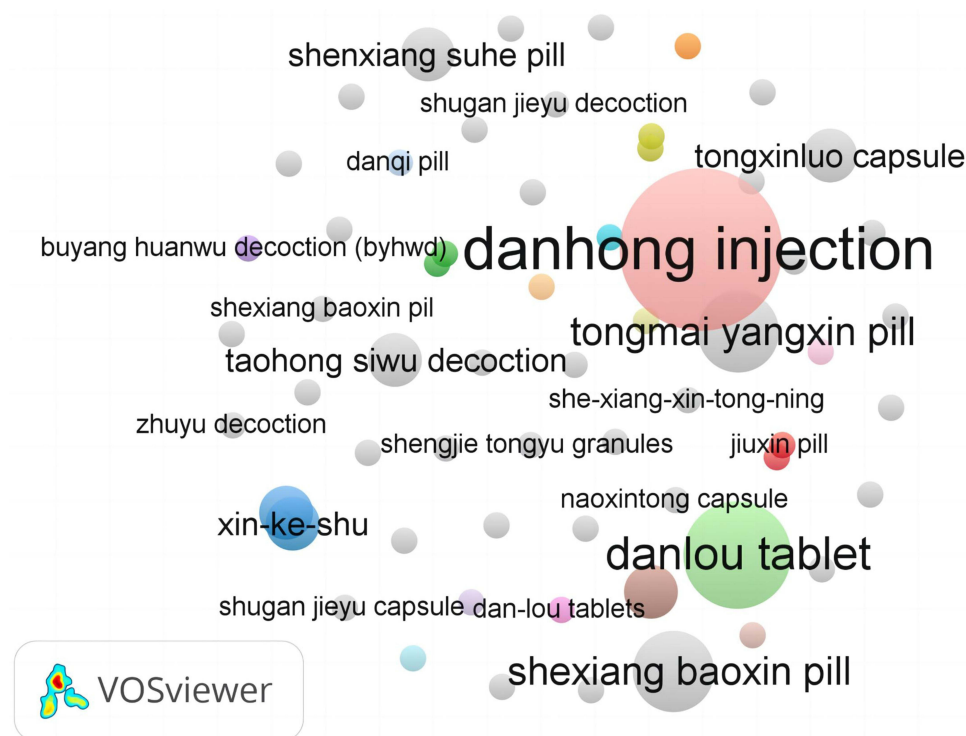 shenxiang suhe pill
shugan jieyu decoction
danqi pill
tongxinluo capsule
buyang huanwu decoction (byhwd)
danhong injection
shexiang baoxin pil
tongmai yangxin pill
taohong siwu decoction
she-xiang-xin-tong-ning
zhuyu decoction
shengjie tongyu granules
jiuxin pill
naoxintong capsule
xin-ke-shu
danlou tablet
shugan jieyu capsule
dan-lou tablets
shexiang baoxin pill
VOSviewer